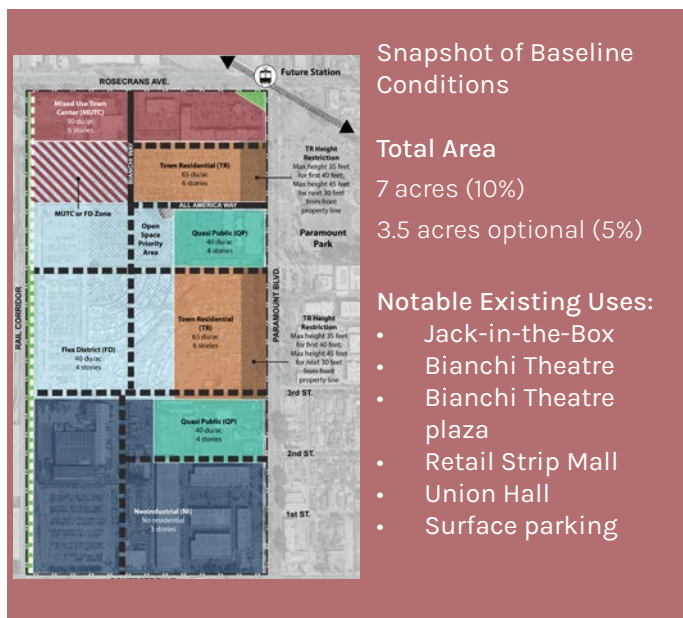 ROSECRANS AVE.
Future Station
Mixed Use Town
Center (MUTC)
90 du/ac
6 stories
BIANCHI WAY
Town Residential (TR)
65 du/ac
6 stories
TR Height
Restriction
Max height 35 feet
for first 40 feet;
Max height 45 feet
for next 30 feet
from front
property line
MUTC or FD Zone
ALL AMERICA WAY
Open
Space
Priority
Area
Quasi Public (QP)
40 du/ac
4 stories
Paramount
Park
RAIL CORRIDOR
PARAMOUNT BLVD.
Flea District (FD)
40 du/ac
4 stories
Town Residential
(TR)
65 du/ac
6 stories
TR Height
Restriction
Max height 35 feet
for first 40 feet;
Max height 45 feet
for next 30 feet
from front
property line
3rd ST.
Quasi Public (QP)
40 du/ac
4 stories
2nd ST.
Neoindustrial (NI)
No residential
3 stories
1st ST.
Snapshot of Baseline
Conditions
Total Area
7 acres (10%)
3.5 acres optional (5%)
Notable Existing Uses:
• Jack-in-the-Box
• Bianchi Theatre
• Bianchi Theatre
plaza
• Retail Strip Mall
• Union Hall
• Surface parking